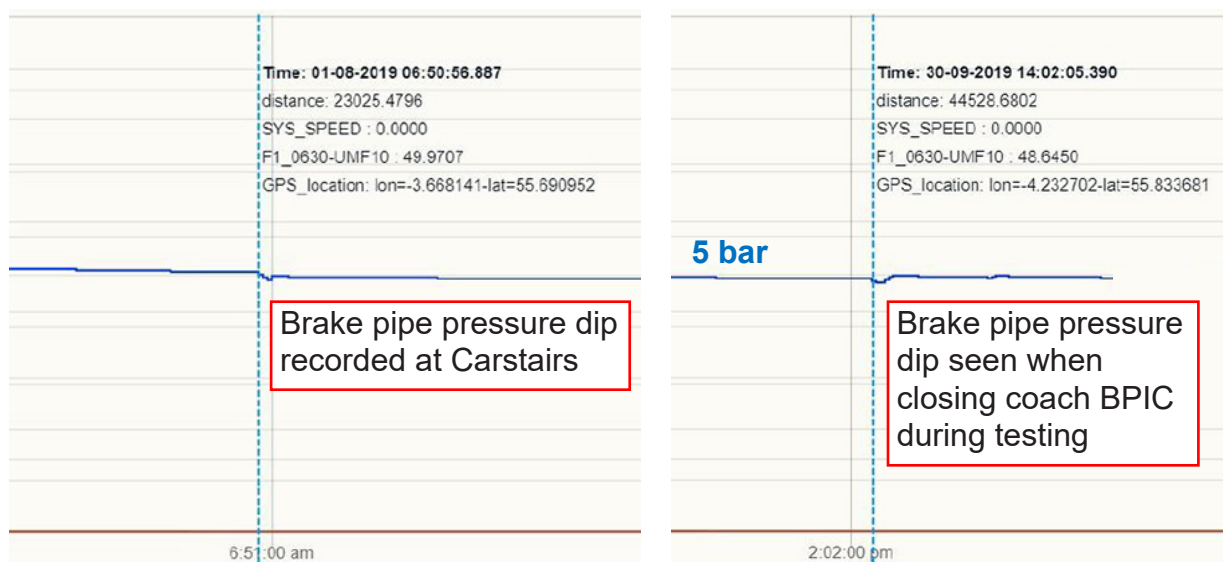 Time: 01-08-2019 06:50:56.887
distance: 23025.4796
SYS_SPEED : 0.0000
F1_0630-UMF10 : 49.9707
GPS_location: lon=-3.668141-lat=55.690952
Brake pipe pressure dip
recorded at Carstairs
6:51:00 am
Time: 30-09-2019 14:02:05.390
distance: 44528.6802
SYS_SPEED : 0.0000
F1_0630-UMF10 : 48.6450
GPS_location: lon=-4.232702-lat=55.833681
5 bar
Brake pipe pressure
dip seen when
closing coach BPIC
during testing
2:02:00 pm